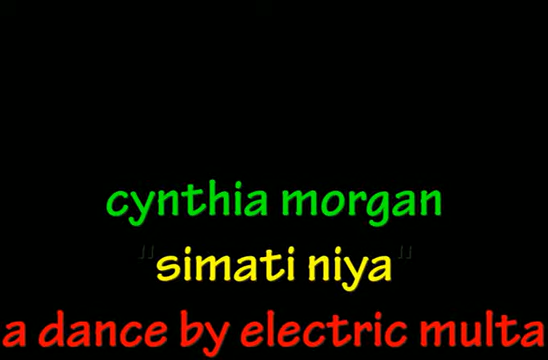 cynthia morgan
"simati niya"
a dance by electric multa